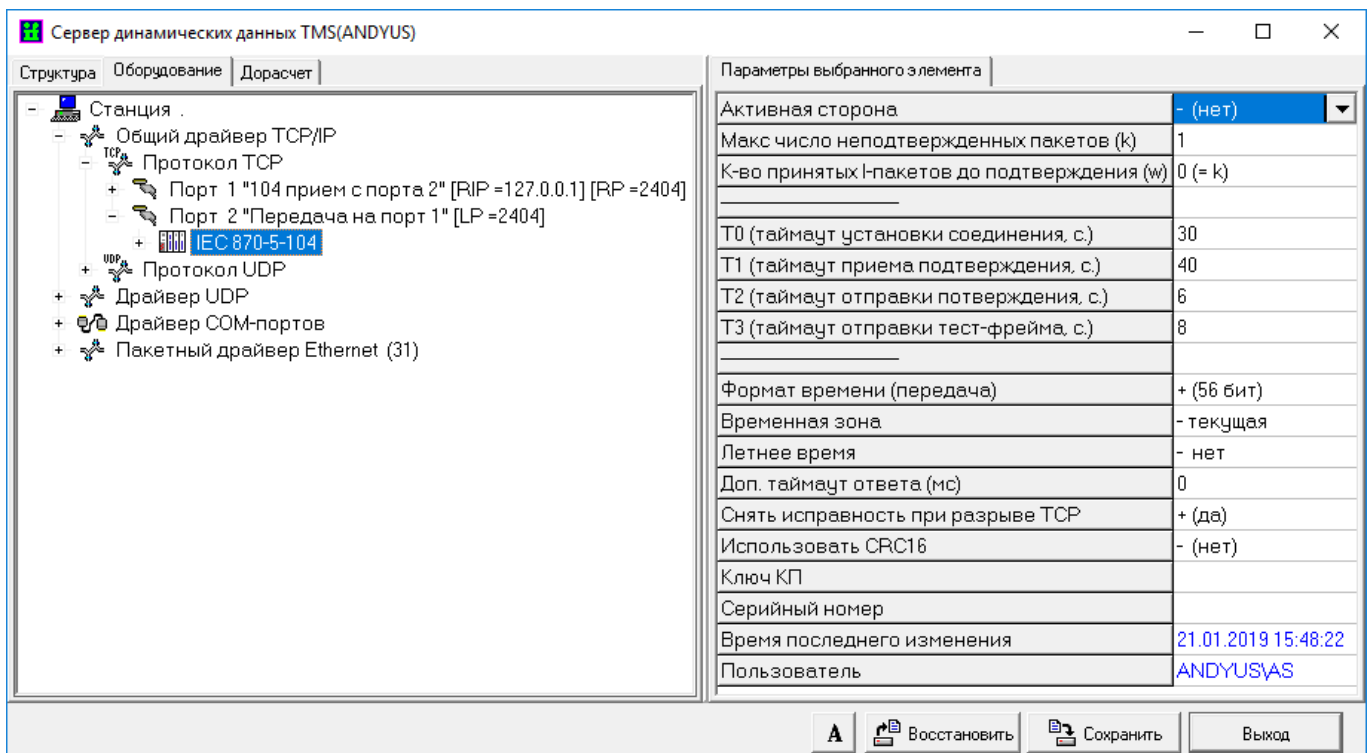 Сервер динамических данных TMS(ANDYUS)
Структура Оборудование Дорасчет
Станция .
Общий драйвер TCP/IP
TCP Протокол TCP
Порт 1 "104 прием с порта 2" [RIP =127.0.0.1] [RP =2404]
Порт 2 "Передача на порт 1" [LP =2404]
IEC 870-5-104
UDP Протокол UDP
Драйвер UDP
Драйвер COM-портов
Пакетный драйвер Ethernet (31)
Параметры выбранного элемента
Активная сторона - (нет)
Макс число неподтвержденных пакетов (k) 1
К-во принятых I-пакетов до подтверждения (w) 0 (= k)
T0 (таймаут установки соединения, с.) 30
T1 (таймаут приема подтверждения, с.) 40
T2 (таймаут отправки потверждения, с.) 6
T3 (таймаут отправки тест-фрейма, с.) 8
Формат времени (передача) + (56 бит)
Временная зона - текущая
Летнее время - нет
Доп. таймаут ответа (мс) 0
Снять исправность при разрыве TCP + (да)
Использовать CRC16 - (нет)
Ключ КП
Серийный номер
Время последнего изменения 21.01.2019 15:48:22
Пользователь ANDYUS\AS
A Восстановить Сохранить Выход